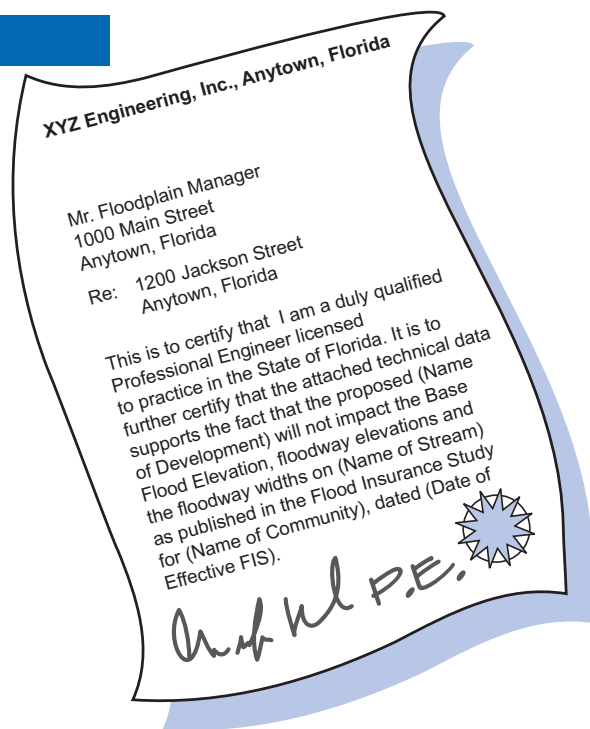 XYZ Engineering, Inc., Anytown, Florida
Mr. Floodplain Manager
1000 Main Street
Anytown, Florida
Re: 1200 Jackson Street
Anytown, Florida
This is to certify that I am a duly qualified
Professional Engineer licensed
to practice in the State of Florida. It is to
further certify that the attached technical data
supports the fact that the proposed (Name
of Development) will not impact the Base
Flood Elevation, floodway elevations and
the floodway widths on (Name of Stream)
as published in the Flood Insurance Study
for (Name of Community), dated (Date of
Effective FIS).
P.E.